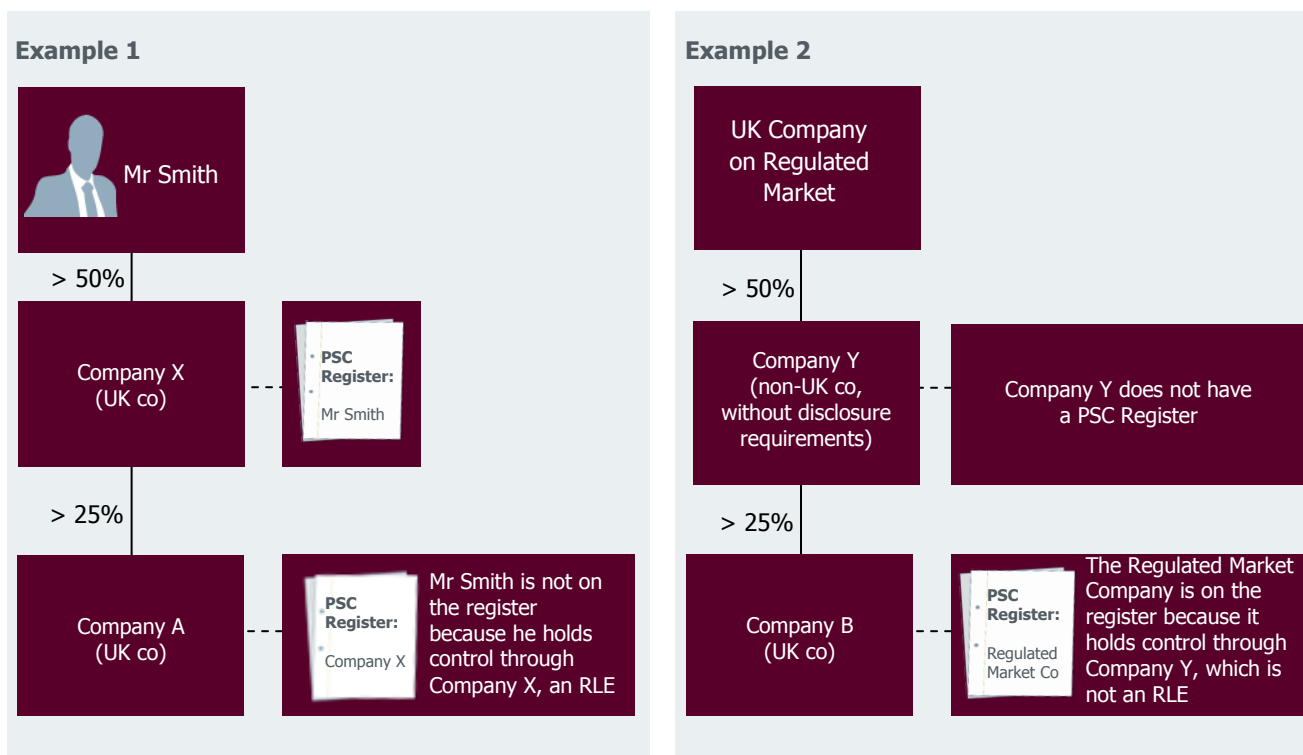 Example 1
Mr Smith
> 50%
Company X
(UK co)
PSC
Register:
Mr Smith
> 25%
Company A
(UK co)
PSC
Register:
Company X
Mr Smith is not on
the register
because he holds
control through
Company X, an RLE
Example 2
UK Company
on Regulated
Market
> 50%
Company Y
(non-UK co,
without disclosure
requirements)
Company Y does not have
a PSC Register
> 25%
Company B
(UK co)
PSC
Register:
Regulated
Market Co
The Regulated Market
Company is on the
register because it
holds control through
Company Y, which is
not an RLE